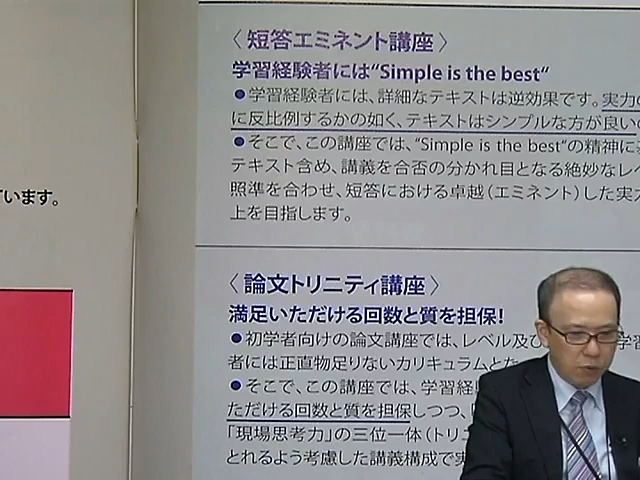 〈 短答エミネント講座 〉
学習経験者には“Simple is the best“
●学習経験者には、詳細なテキストは逆効果です。実力の
に反比例するかの如く、テキストはシンプルな方が良いの
●そこで、この講座では、“Simple is the best“の精神に
テキスト含め、講義を合否の分かれ目となる絶妙なレベ
照準を合わせ、短答における卓越(エミネント)した実力
上を目指します。
ています。
〈 論文トリニティ講座 〉
満足いただける回数と質を担保!
●初学者向けの論文講座では、レベル及び 学習
者には正直物足りないカリキュラムとな
●そこで、この講座では、学習経
ただける回数と質を担保しつつ、
「現場思考力」の三位一体(トリニ
とれるよう考慮した講義構成で実